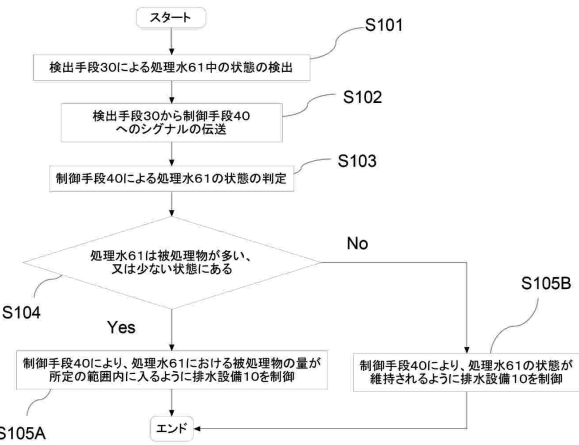 スタート
S101
検出手段30による処理水61中の状態の検出
S102
検出手段30から制御手段40
へのシグナルの伝送
S103
制御手段40による処理水61の状態の判定
処理水61は被処理物が多い、
又は少ない状態にある
No
S104
Yes
S105B
制御手段40により、処理水61における被処理物の量が
所定の範囲内に入るように排水設備10を制御
制御手段40により、処理水61の状態が
維持されるように排水設備10を制御
S105A
エンド